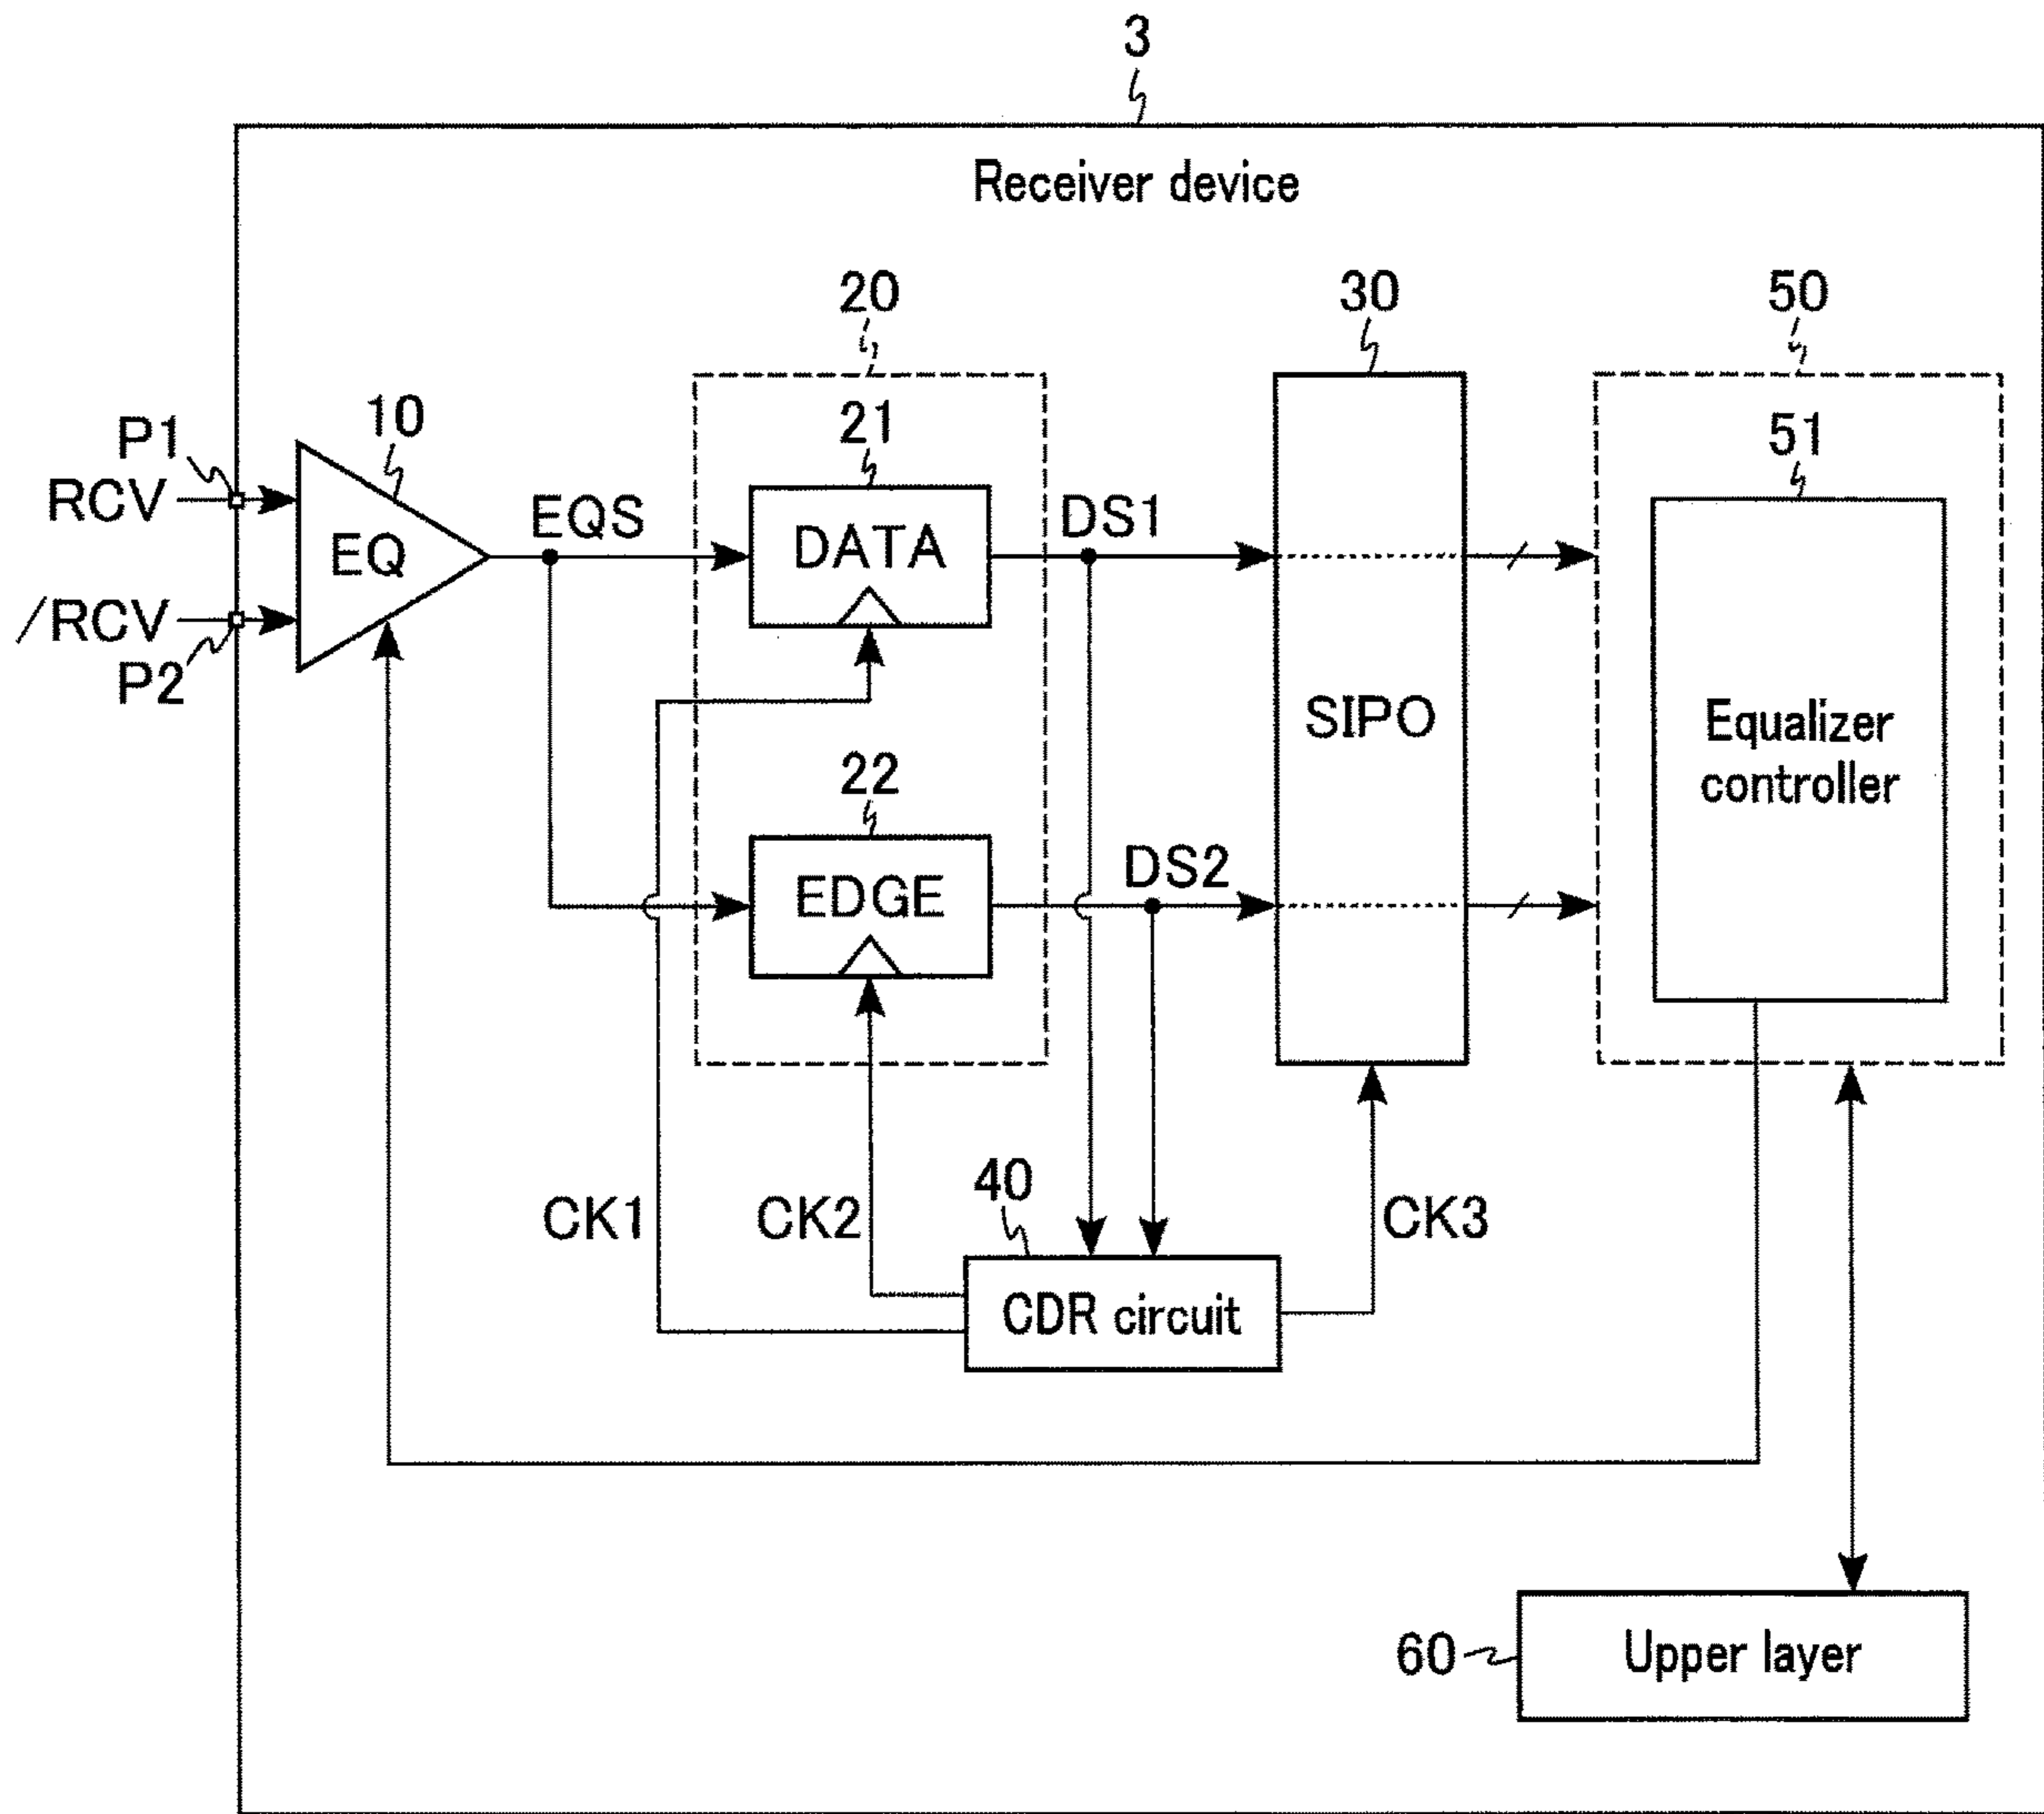 3
Receiver device
20
30
50
P1
10
21
51
RCV
EQS
DS1
EQ
DATA
/RCV
P2
SIPO
Equalizer
controller
22
DS2
EDGE
CK1
CK2
40
CK3
CDR circuit
60
Upper layer